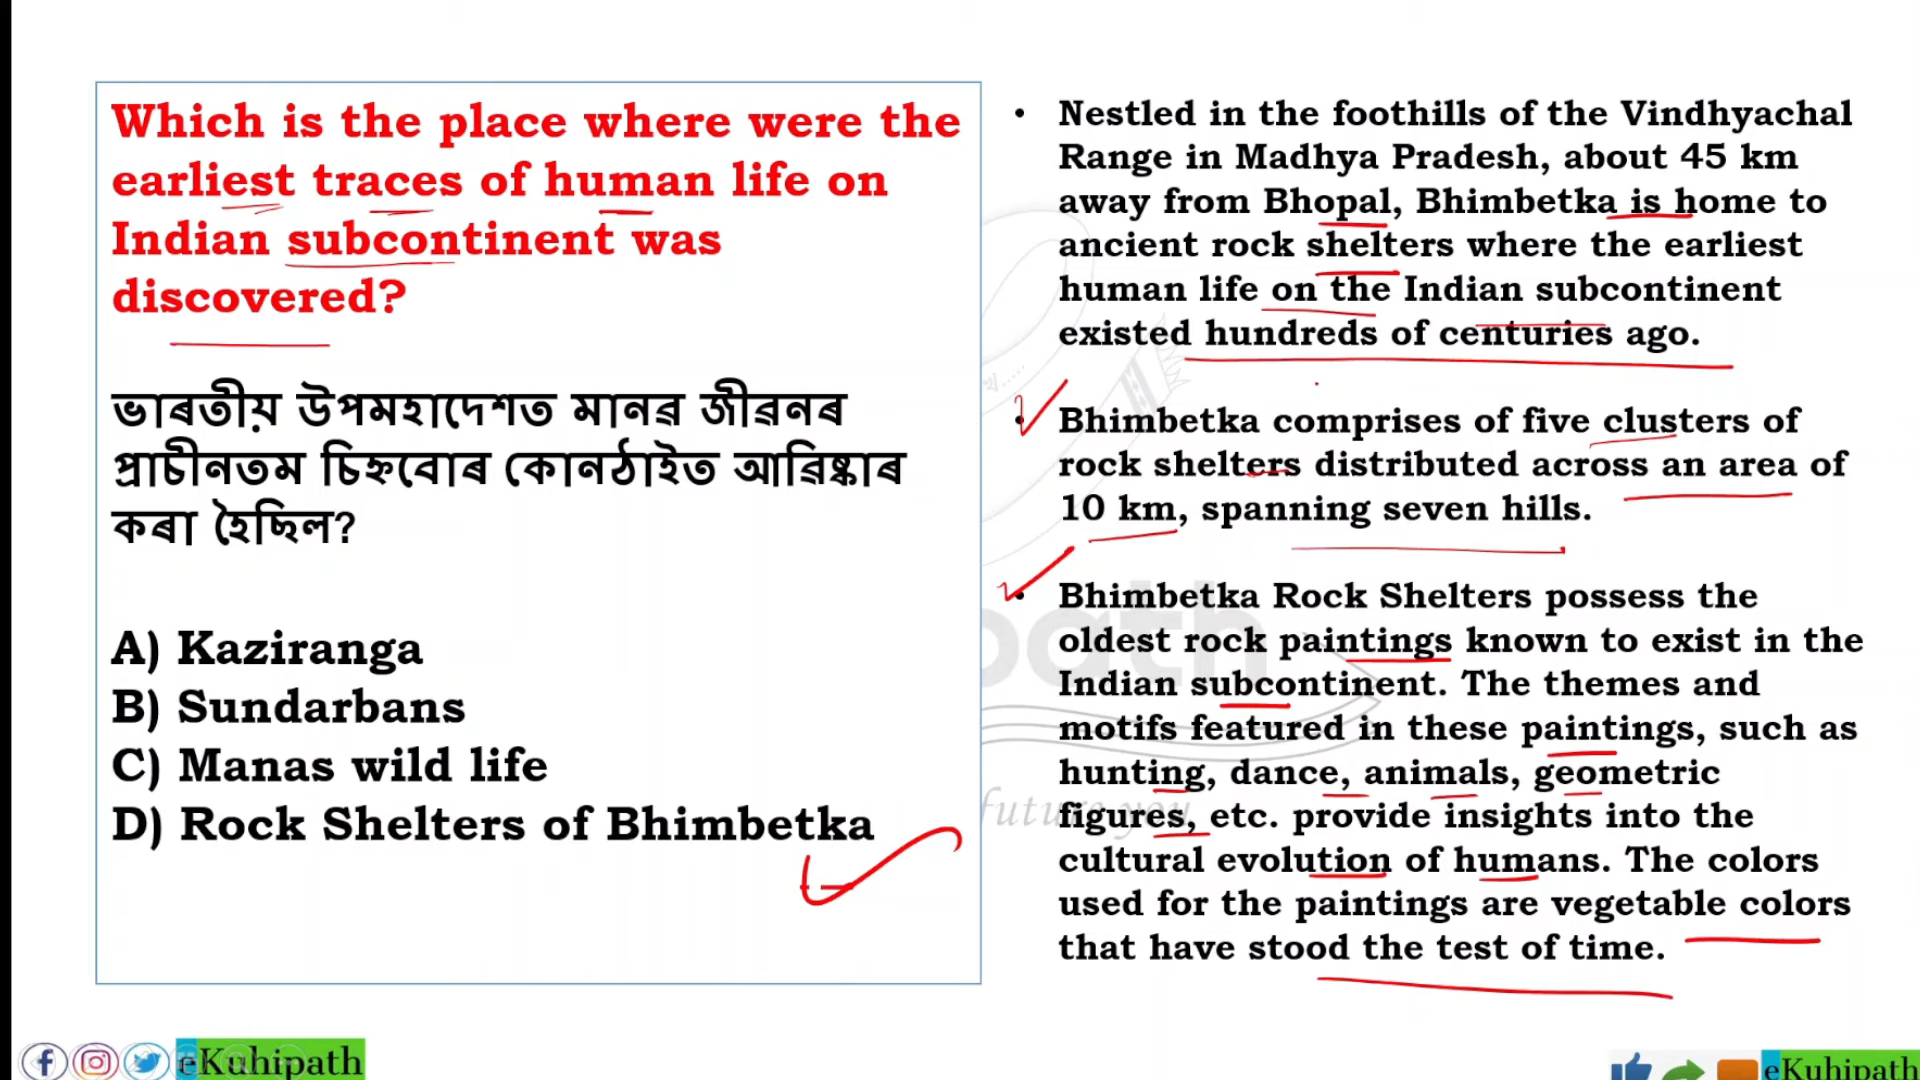 Which is the place where were the
earliest traces of human life on
Indian subcontinent was
discovered?
ভাৰতীয় উপমহাদেশত মানৱ জীৱনৰ
প্ৰাচীনতম চিহ্নবোৰ কোনঠাইত আৱিষ্কাৰ
কৰা হৈছিল?
A) Kaziranga
B) Sundarbans
C) Manas wild life
D) Rock Shelters of Bhimbetka
• Nestled in the foothills of the Vindhyachal
Range in Madhya Pradesh, about 45 km
away from Bhopal, Bhimbetka is home to
ancient rock shelters where the earliest
human life on the Indian subcontinent
existed hundreds of centuries ago.
• Bhimbetka comprises of five clusters of
rock shelters distributed across an area of
10 km, spanning seven hills.
• Bhimbetka Rock Shelters possess the
oldest rock paintings known to exist in the
Indian subcontinent. The themes and
motifs featured in these paintings, such as
hunting, dance, animals, geometric
figures, etc. provide insights into the
cultural evolution of humans. The colors
used for the paintings are vegetable colors
that have stood the test of time.
path
future you
eKuhipath
eKuhipath